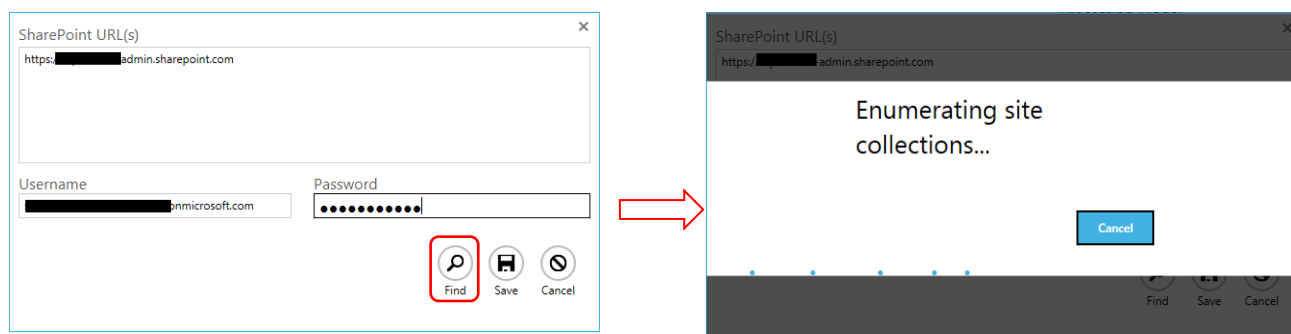 SharePoint URL(s)
https:/ admin.sharepoint.com
Username
Password
onmicrosoft.com
Find
Save
Cancel
SharePoint URL(s)
https:/ -admin.sharepoint.com
Enumerating site
collections...
Cancel
Find
Save
Cancel